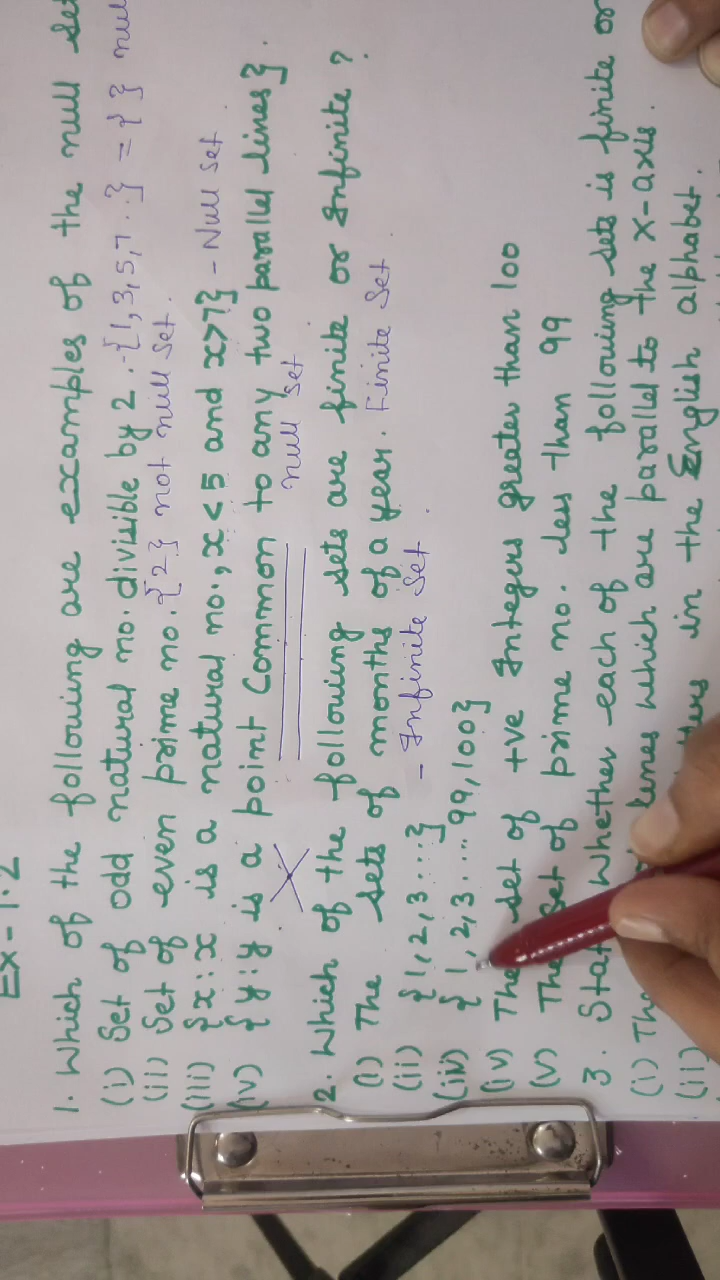 Ex-1.2
1. Which of the following are examples of the null set
(i) Set of odd natural no. divisible by 2. -{1,3,5,7..} = { } null
(ii) Set of even prime no. {2} not null set.
(iii) {x:x is a natural no., x<5 and x>7} - Null set.
(iv) {y:y is a point common to any two parallel lines}.
null set
2. Which of the following sets are finite or Infinite?
(i) The sets of months of a year. Finite Set.
(ii) {1,2,3...} - Infinite Set.
(iii) {1,2,3...99,100}
(iv) The set of +ve Integers greater than 100
(v) The set of prime no. less than 99
3. State whether each of the following sets is finite or
(i) The lines which are parallel to the x-axis.
(ii) in the English alphabet.